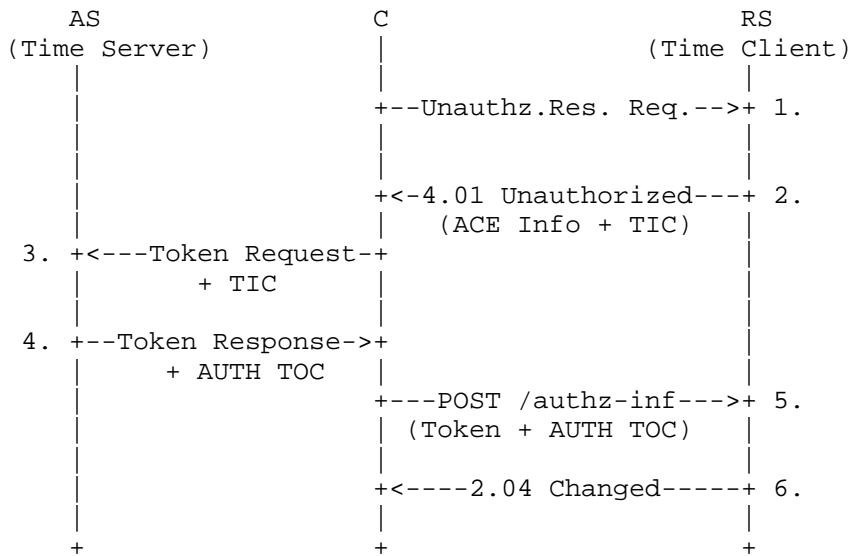 AS C RS
(Time Server) (Time Client)
+--Unauthz.Res. Req.-->+ 1.
+<-4.01 Unauthorized---+ 2.
(ACE Info + TIC)
3. +<---Token Request-+
+ TIC
4. +--Token Response->+
+ AUTH TOC
+---POST /authz-inf--->+ 5.
(Token + AUTH TOC)
+<----2.04 Changed-----+ 6.
+ + +